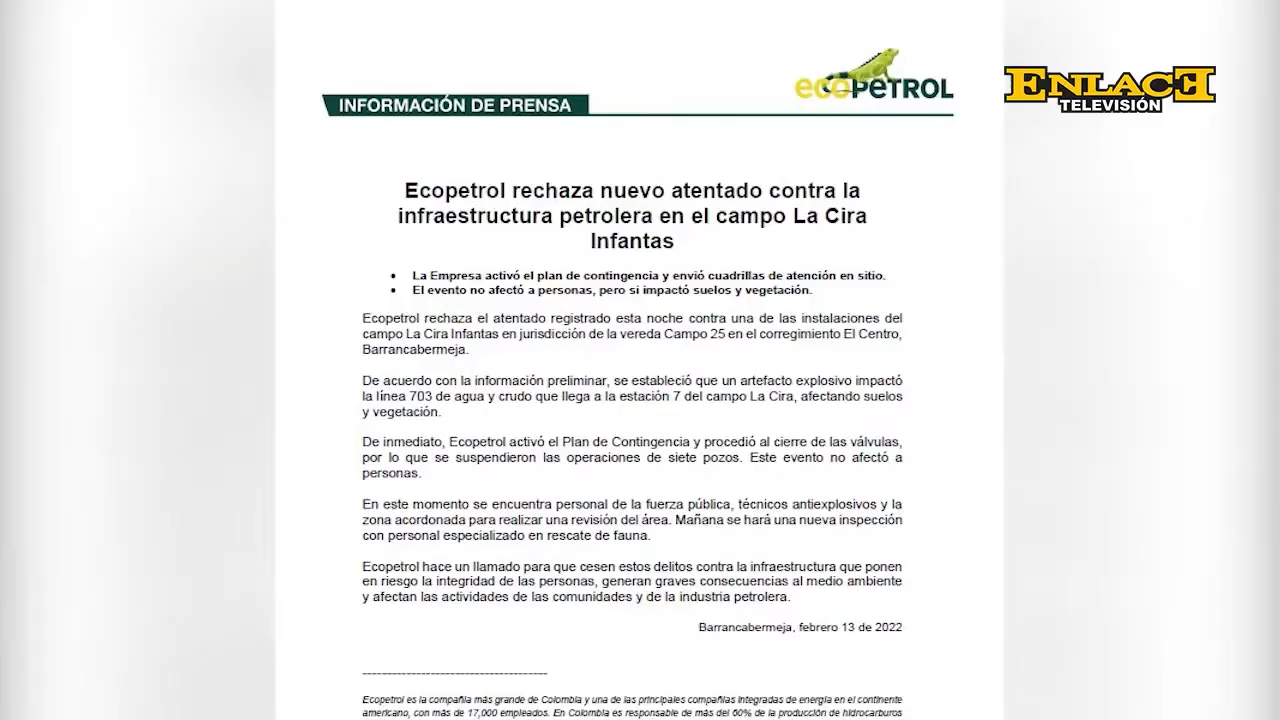 ecopetrol
ENLACE
TELEVISIÓN
INFORMACIÓN DE PRENSA
Ecopetrol rechaza nuevo atentado contra la
infraestructura petrolera en el campo La Cira
Infantas
• La Empresa activó el plan de contingencia y envió cuadrillas de atención en sitio.
• El evento no afectó a personas, pero si impactó suelos y vegetación.
Ecopetrol rechaza el atentado registrado esta noche contra una de las instalaciones del
campo La Cira Infantas en jurisdicción de la vereda Campo 25 en el corregimiento El Centro,
Barrancabermeja.
De acuerdo con la información preliminar, se estableció que un artefacto explosivo impactó
la línea 703 de agua y crudo que llega a la estación 7 del campo La Cira, afectando suelos
y vegetación.
De inmediato, Ecopetrol activó el Plan de Contingencia y procedió al cierre de las válvulas,
por lo que se suspendieron las operaciones de siete pozos. Este evento no afectó a
personas.
En este momento se encuentra personal de la fuerza pública, técnicos antiexplosivos y la
zona acordonada para realizar una revisión del área. Mañana se hará una nueva inspección
con personal especializado en rescate de fauna.
Ecopetrol hace un llamado para que cesen estos delitos contra la infraestructura que ponen
en riesgo la integridad de las personas, generan graves consecuencias al medio ambiente
y afectan las actividades de las comunidades y de la industria petrolera.
Barrancabermeja, febrero 13 de 2022
--------------------------------------
Ecopetrol es la compañía más grande de Colombia y una de las principales compañías integradas de energía en el continente
americano, con más de 17,000 empleados. En Colombia es responsable de más del 60% de la producción de hidrocarburos